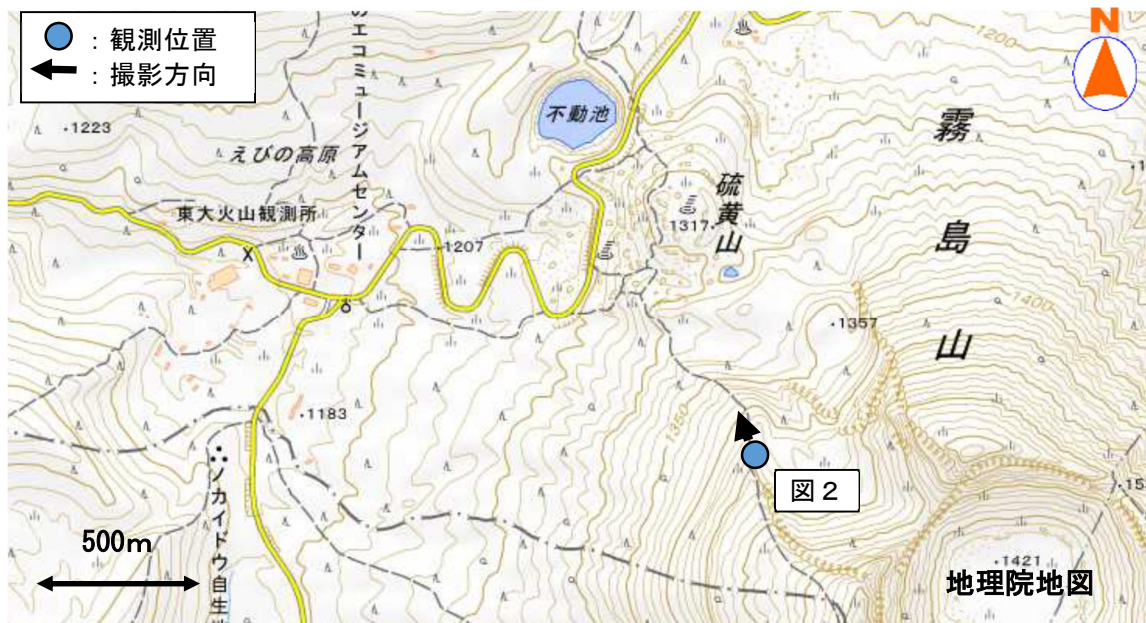 ：観測位置
：撮影方向
N
1200
1223
不動池
えびの高原
のエコミュージアムセンター
東大火山観測所
1207
硫黄山
1317
霧島山
1400
1357
1183
1350
図２
ノカイドウ自生
500m
1421
地理院地図